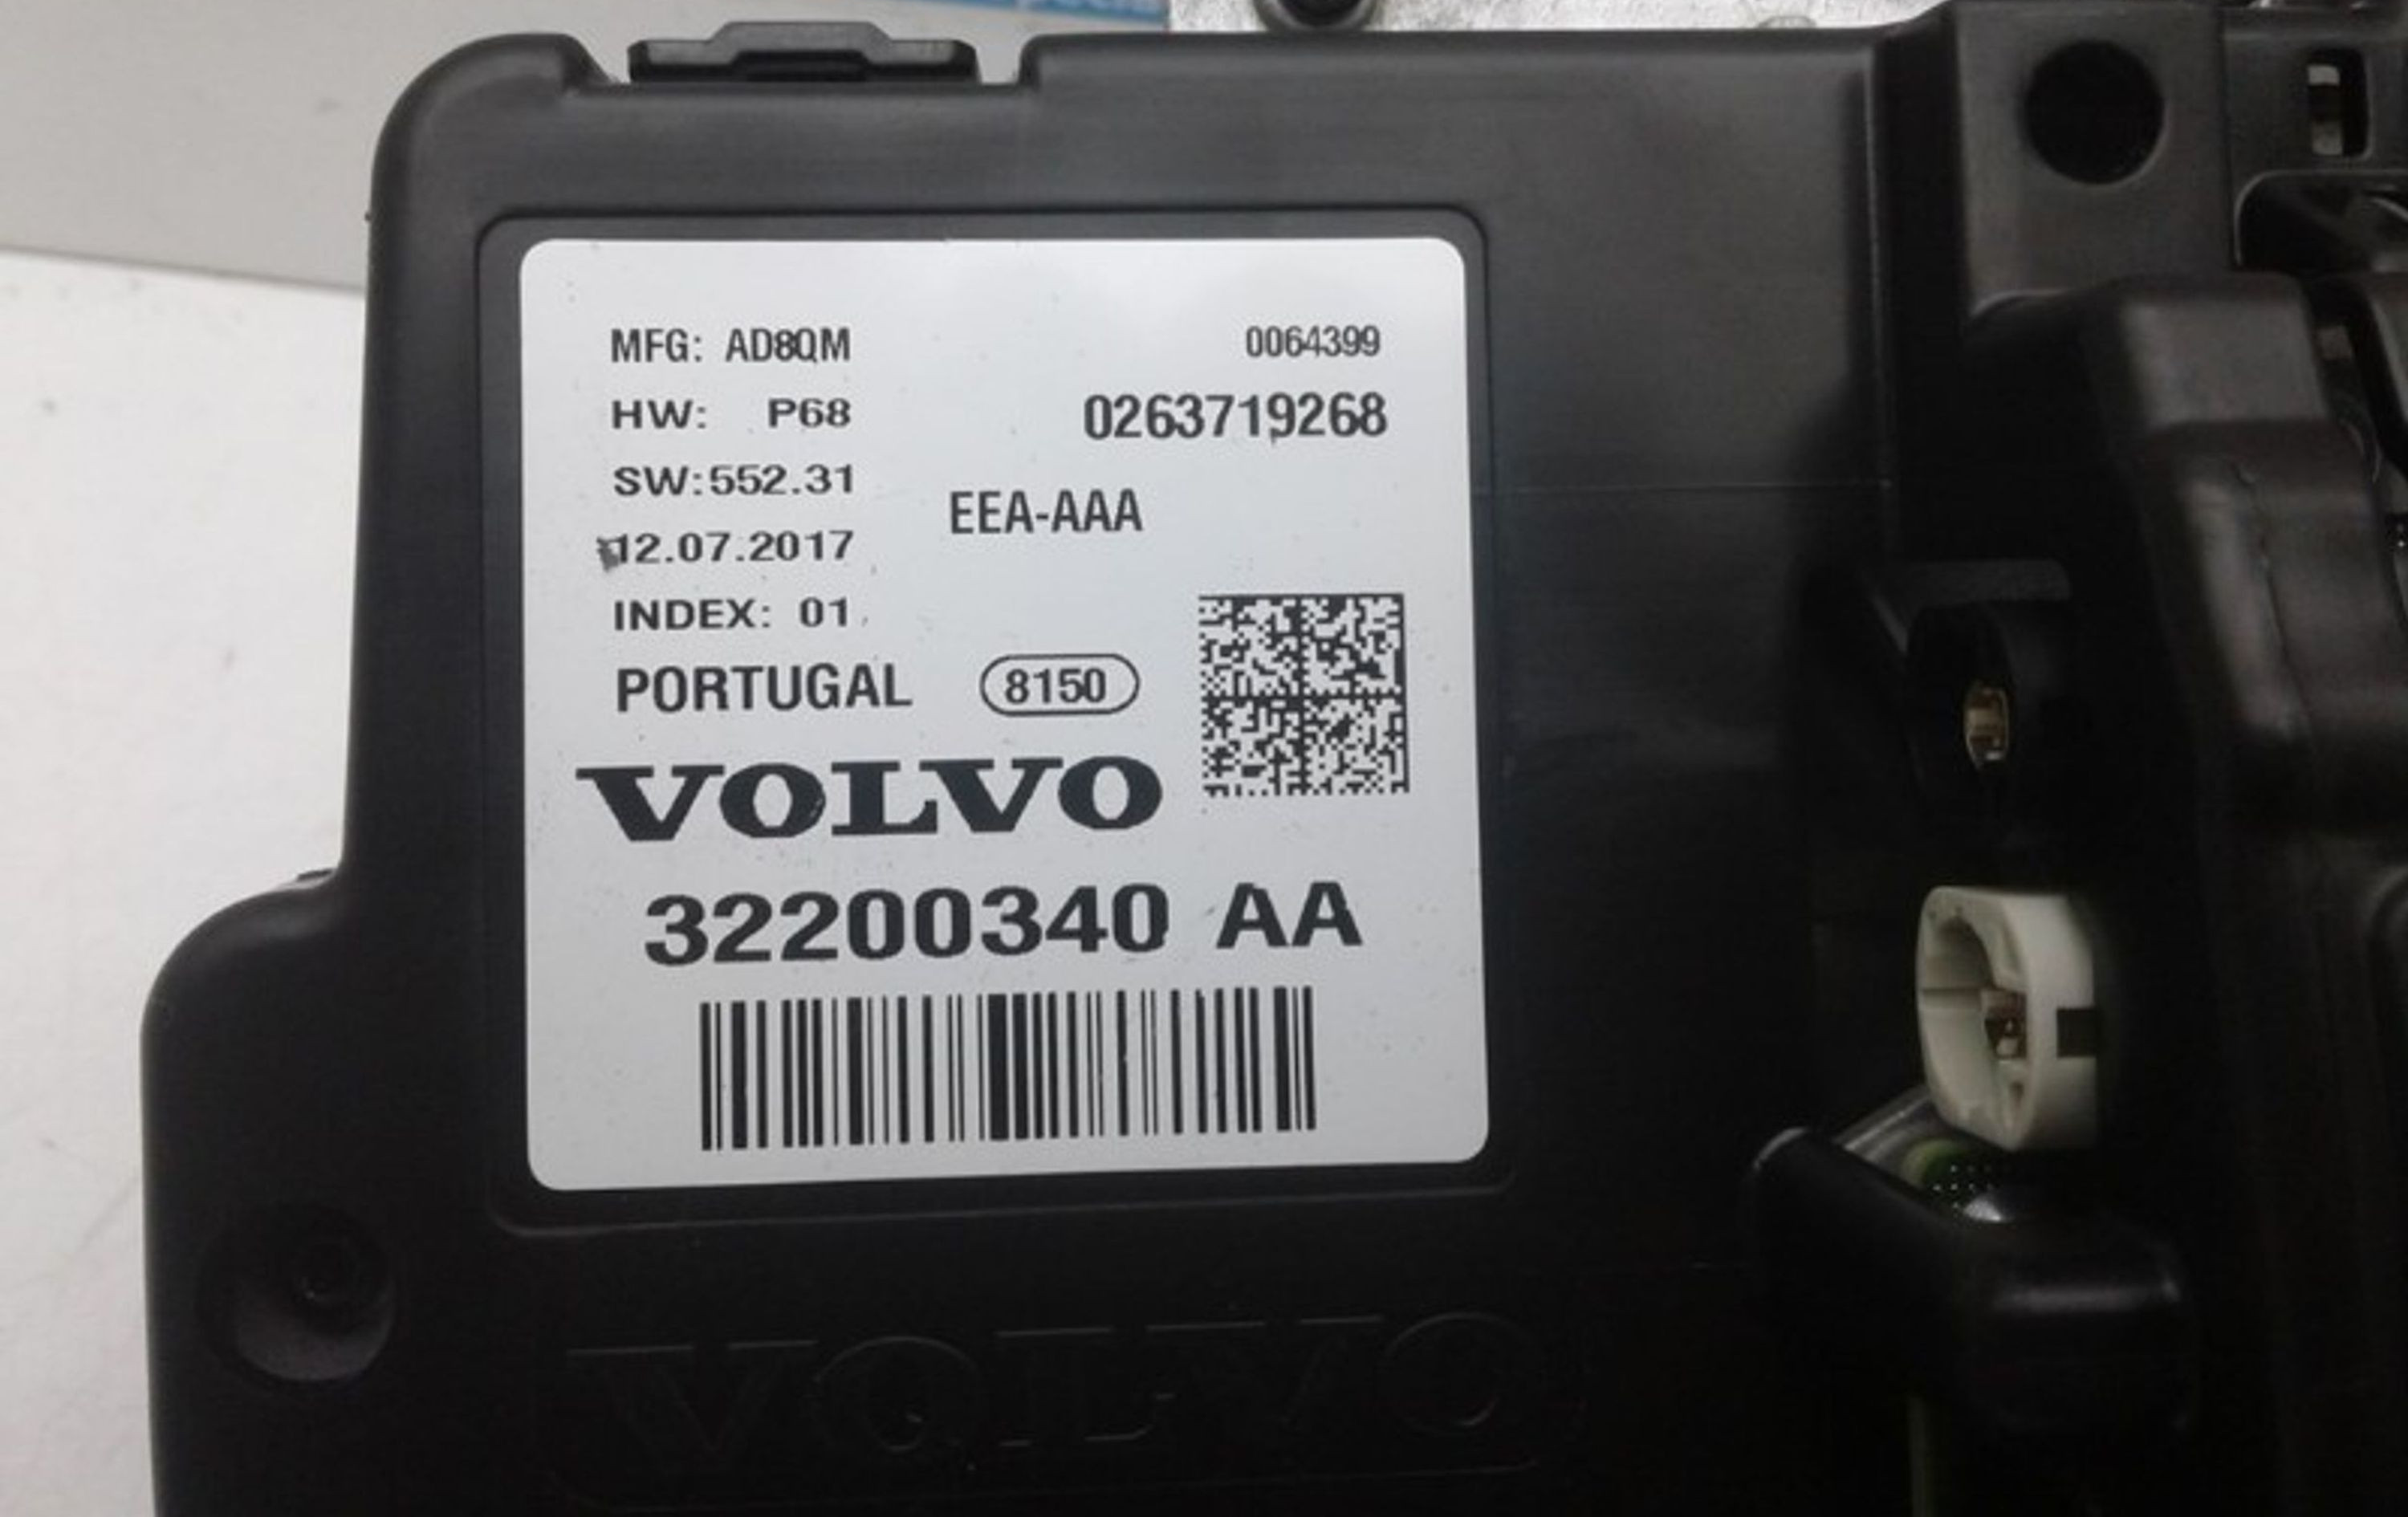 MFG: AD8QM
0064399
HW: P68
0263719268
SW:552.31
EEA-AAA
12.07.2017
INDEX: 01
PORTUGAL
8150
VOLVO
32200340 AA
VOLVO